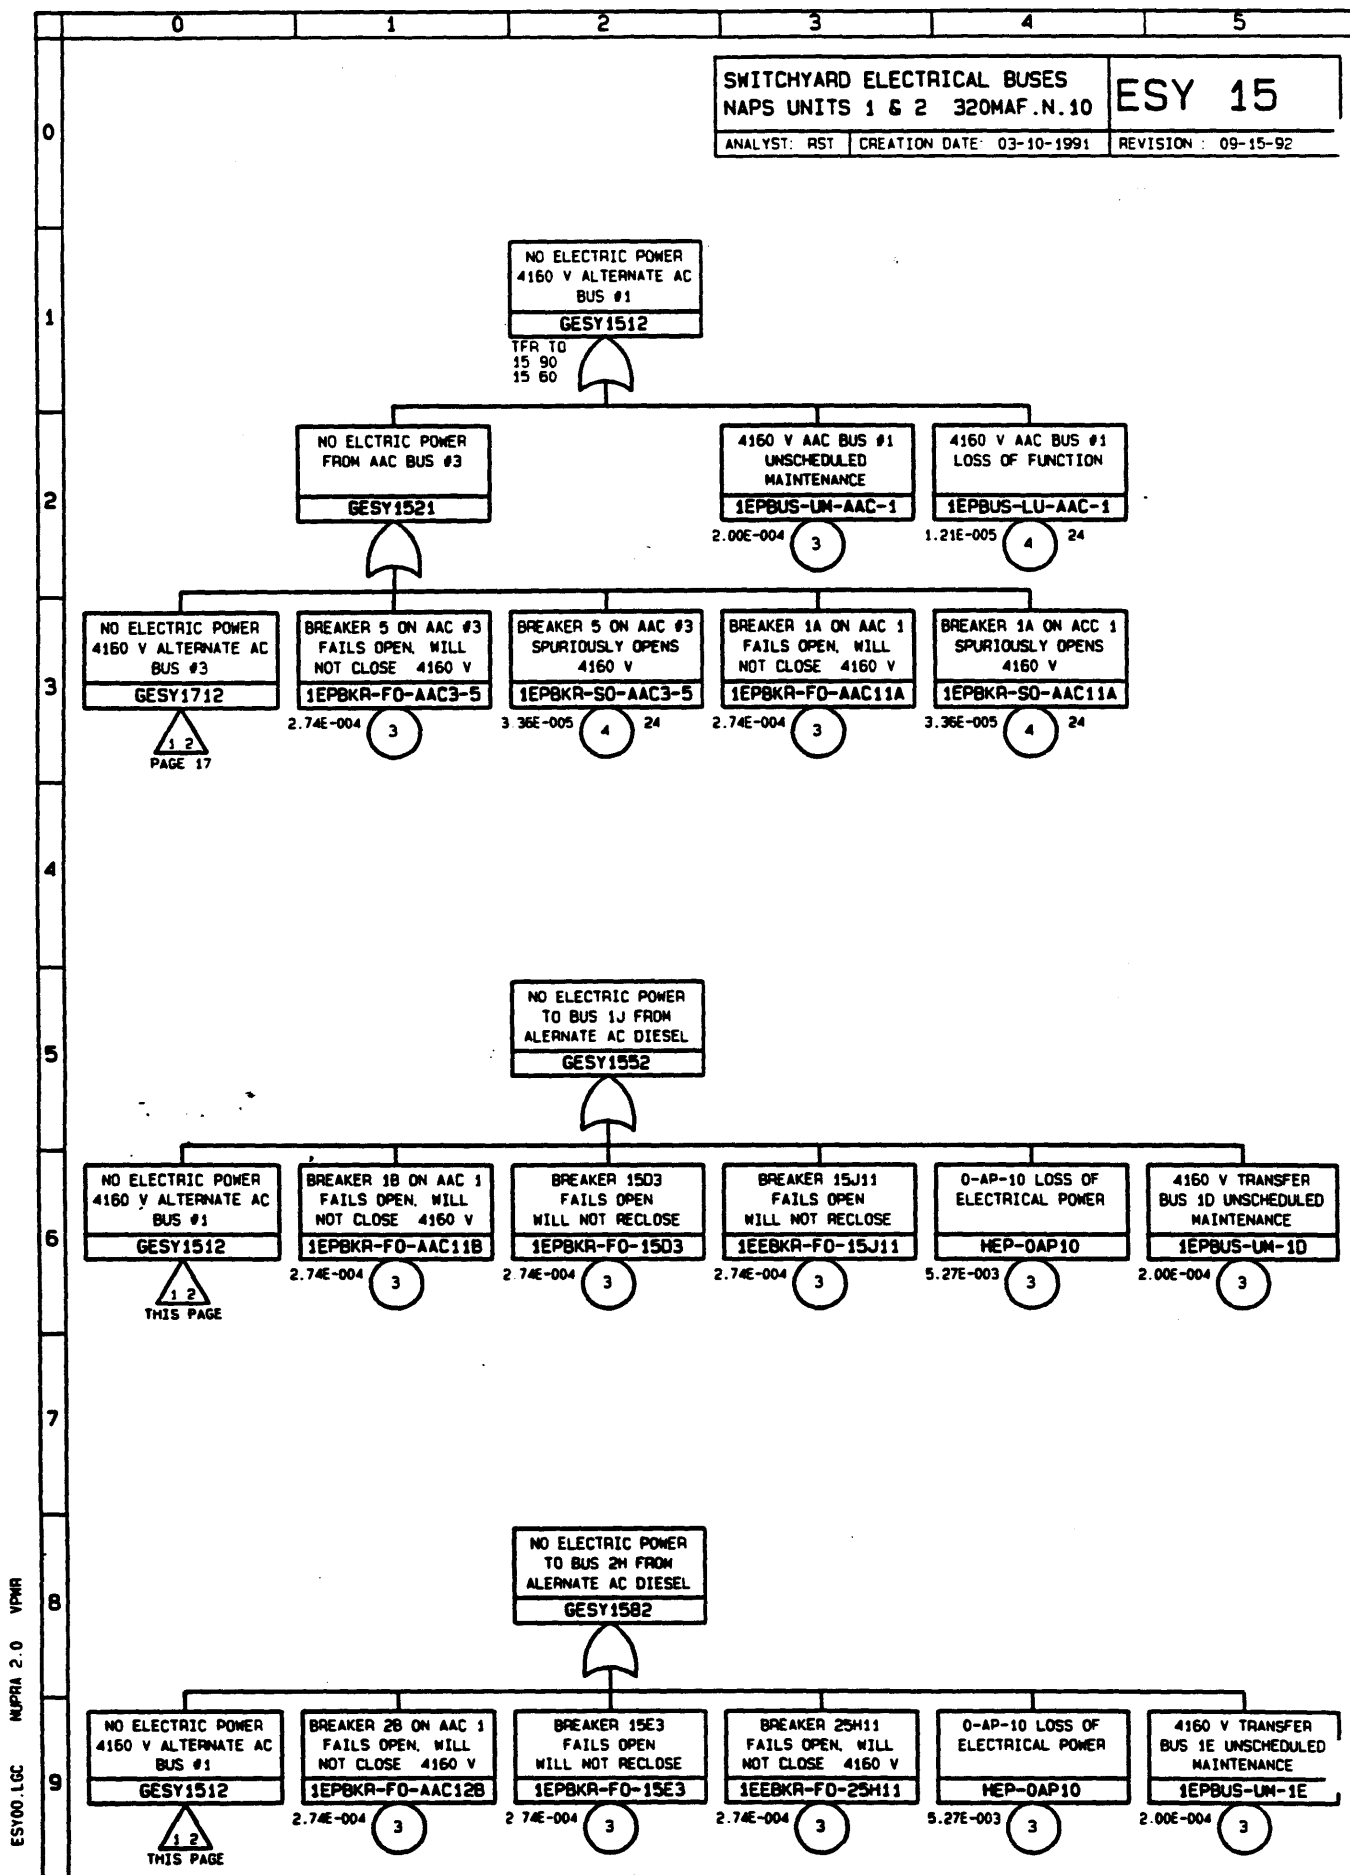 0 1 2 3 4 5
SWITCHYARD ELECTRICAL BUSES
NAPS UNITS 1 & 2 320MAF.N.10
ESY 15
ANALYST: RST CREATION DATE: 03-10-1991 REVISION : 09-15-92
0
NO ELECTRIC POWER
4160 V ALTERNATE AC
BUS #1
GESY1512
TFR TO
15 90
15 60
1
NO ELCTRIC POWER
FROM AAC BUS #3
GESY1521
4160 V AAC BUS #1
UNSCHEDULED
MAINTENANCE
1EPBUS-UM-AAC-1
2.00E-004 3
4160 V AAC BUS #1
LOSS OF FUNCTION
1EPBUS-LU-AAC-1
1.21E-005 4 24
2
NO ELECTRIC POWER
4160 V ALTERNATE AC
BUS #3
GESY1712
1 2
PAGE 17
BREAKER 5 ON AAC #3
FAILS OPEN, WILL
NOT CLOSE 4160 V
1EPBKR-FO-AAC3-5
2.74E-004 3
BREAKER 5 ON AAC #3
SPURIOUSLY OPENS
4160 V
1EPBKR-SO-AAC3-5
3.36E-005 4 24
BREAKER 1A ON AAC 1
FAILS OPEN, WILL
NOT CLOSE 4160 V
1EPBKR-FO-AAC11A
2.74E-004 3
BREAKER 1A ON ACC 1
SPURIOUSLY OPENS
4160 V
1EPBKR-SO-AAC11A
3.36E-005 4 24
3
4
NO ELECTRIC POWER
TO BUS 1J FROM
ALERNATE AC DIESEL
GESY1552
5
NO ELECTRIC POWER
4160 V ALTERNATE AC
BUS #1
GESY1512
1 2
THIS PAGE
BREAKER 1B ON AAC 1
FAILS OPEN, WILL
NOT CLOSE 4160 V
1EPBKR-FO-AAC11B
2.74E-004 3
BREAKER 15D3
FAILS OPEN
WILL NOT RECLOSE
1EPBKR-FO-15D3
2.74E-004 3
BREAKER 15J11
FAILS OPEN
WILL NOT RECLOSE
1EEBKR-FO-15J11
2.74E-004 3
0-AP-10 LOSS OF
ELECTRICAL POWER
HEP-0AP10
5.27E-003 3
4160 V TRANSFER
BUS 1D UNSCHEDULED
MAINTENANCE
1EPBUS-UM-1D
2.00E-004 3
6
7
NO ELECTRIC POWER
TO BUS 2H FROM
ALERNATE AC DIESEL
GESY1582
8
NO ELECTRIC POWER
4160 V ALTERNATE AC
BUS #1
GESY1512
1 2
THIS PAGE
BREAKER 2B ON AAC 1
FAILS OPEN, WILL
NOT CLOSE 4160 V
1EPBKR-FO-AAC12B
2.74E-004 3
BREAKER 15E3
FAILS OPEN
WILL NOT RECLOSE
1EPBKR-FO-15E3
2 74E-004 3
BREAKER 25H11
FAILS OPEN, WILL
NOT CLOSE 4160 V
1EEBKR-FO-25H11
2.74E-004 3
0-AP-10 LOSS OF
ELECTRICAL POWER
HEP-0AP10
5.27E-003 3
4160 V TRANSFER
BUS 1E UNSCHEDULED
MAINTENANCE
1EPBUS-UM-1E
2.00E-004 3
9
ESY00.LGC NUPRA 2.0 VPWR